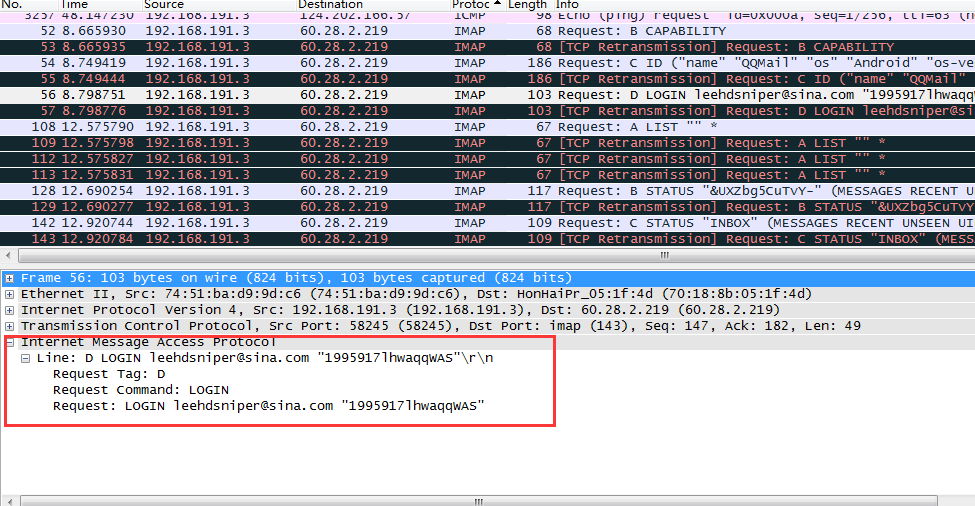 No. Time Source Destination Protoc Length Info
3257 48.147230 192.168.191.3 124.202.166.57 ICMP 98 Echo (ping) request id=0x000a, seq=1/256, ttl=63
52 8.665930 192.168.191.3 60.28.2.219 IMAP 68 Request: B CAPABILITY
53 8.665935 192.168.191.3 60.28.2.219 IMAP 68 [TCP Retransmission] Request: B CAPABILITY
54 8.749419 192.168.191.3 60.28.2.219 IMAP 186 Request: C ID ("name" "QQMail" "os" "Android" "os-ve
55 8.749444 192.168.191.3 60.28.2.219 IMAP 186 [TCP Retransmission] Request: C ID ("name" "QQMail"
56 8.798751 192.168.191.3 60.28.2.219 IMAP 103 Request: D LOGIN leehdsniper@sina.com "1995917lhwaqq
57 8.798776 192.168.191.3 60.28.2.219 IMAP 103 [TCP Retransmission] Request: D LOGIN leehdsniper@si
108 12.575790 192.168.191.3 60.28.2.219 IMAP 67 Request: A LIST "" *
109 12.575798 192.168.191.3 60.28.2.219 IMAP 67 [TCP Retransmission] Request: A LIST "" *
112 12.575827 192.168.191.3 60.28.2.219 IMAP 67 [TCP Retransmission] Request: A LIST "" *
113 12.575831 192.168.191.3 60.28.2.219 IMAP 67 [TCP Retransmission] Request: A LIST "" *
128 12.690254 192.168.191.3 60.28.2.219 IMAP 117 Request: B STATUS "&UXZbg5CuTvY-" (MESSAGES RECENT U
129 12.690277 192.168.191.3 60.28.2.219 IMAP 117 [TCP Retransmission] Request: B STATUS "&UXZbg5CuTvY
142 12.920744 192.168.191.3 60.28.2.219 IMAP 109 Request: C STATUS "INBOX" (MESSAGES RECENT UNSEEN UI
143 12.920784 192.168.191.3 60.28.2.219 IMAP 109 [TCP Retransmission] Request: C STATUS "INBOX" (MESS
Frame 56: 103 bytes on wire (824 bits), 103 bytes captured (824 bits)
Ethernet II, Src: 74:51:ba:d9:9d:c6 (74:51:ba:d9:9d:c6), Dst: HonHaiPr_05:1f:4d (70:18:8b:05:1f:4d)
Internet Protocol Version 4, Src: 192.168.191.3 (192.168.191.3), Dst: 60.28.2.219 (60.28.2.219)
Transmission Control Protocol, Src Port: 58245 (58245), Dst Port: imap (143), Seq: 147, Ack: 182, Len: 49
Internet Message Access Protocol
Line: D LOGIN leehdsniper@sina.com "1995917lhwaqqWAS"\r\n
Request Tag: D
Request Command: LOGIN
Request: LOGIN leehdsniper@sina.com "1995917lhwaqqWAS"